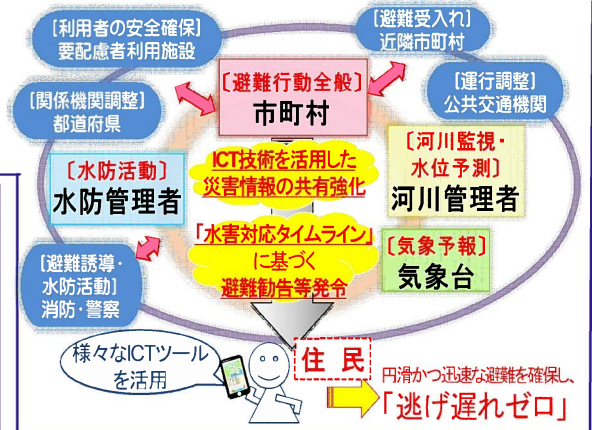 [利用者の安全確保]
要配慮者利用施設
[避難受入れ]
近隣市町村
[関係機関調整]
都道府県
〔避難行動全般〕
市町村
[運行調整]
公共交通機関
〔水防活動〕
水防管理者
ICT技術を活用した
災害情報の共有強化
〔河川監視・
水位予測〕
河川管理者
「水害対応タイムライン」
に基づく
避難勧告等発令
〔気象予報〕
気象台
[避難誘導・
水防活動]
消防・警察
様々なICTツール
を活用
住民
円滑かつ迅速な避難を確保し、
「逃げ遅れゼロ」